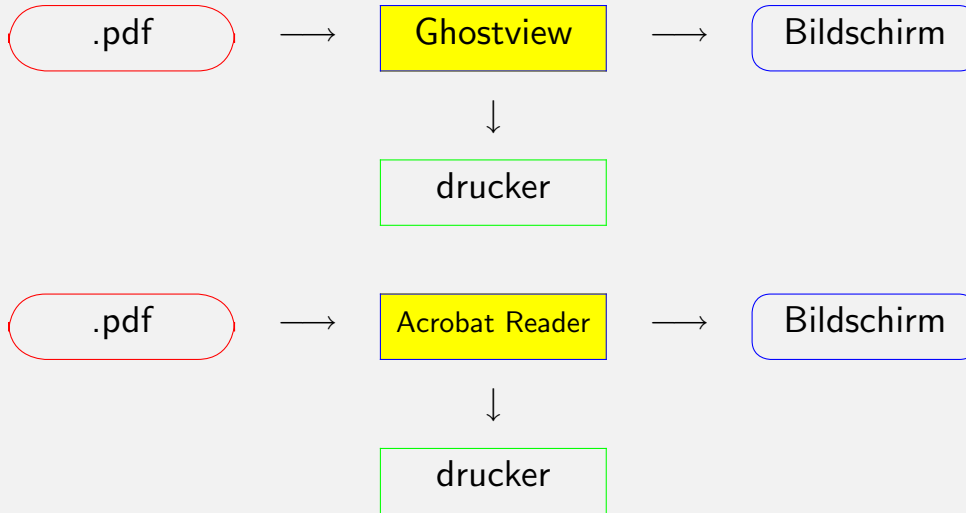 .pdf → Ghostview → Bildschirm
↓
drucker
.pdf → Acrobat Reader → Bildschirm
↓
drucker